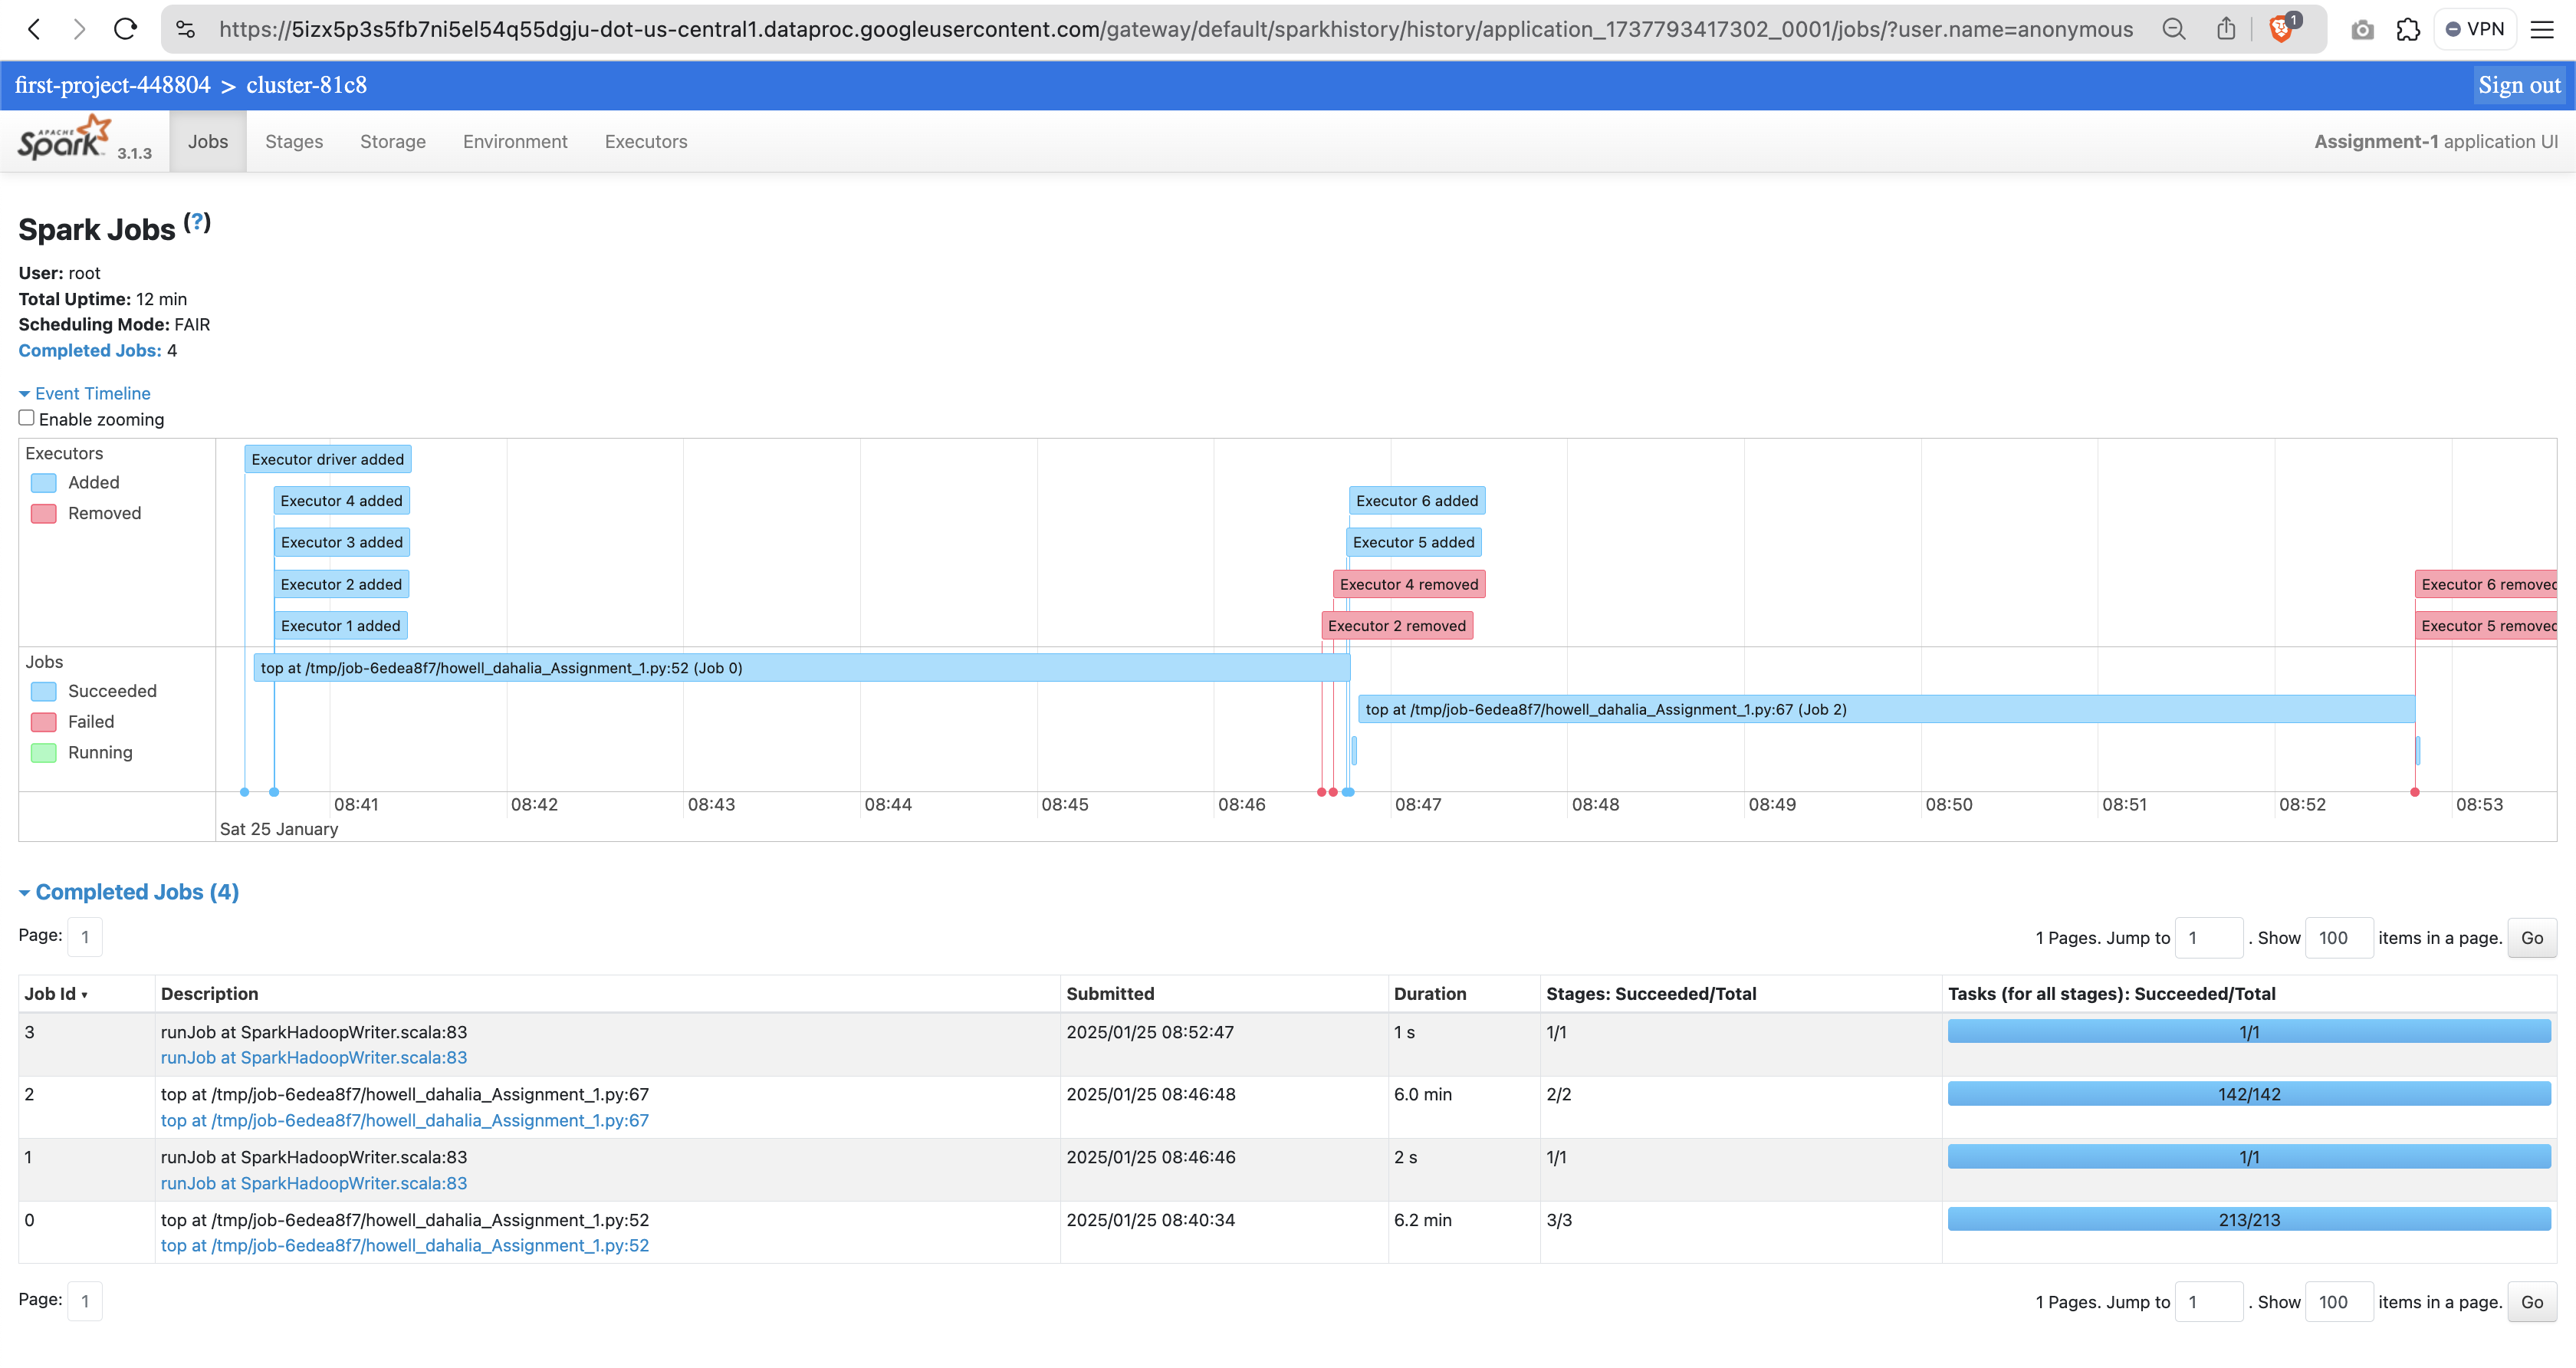 https://5izx5p3s5fb7ni5el54q55dgju-dot-us-central1.dataproc.googleusercontent.com/gateway/default/sparkhistory/history/application_1737793417302_0001/jobs/?user.name=anonymous
1
VPN
first-project-448804 > cluster-81c8
Sign out
APACHE Spark 3.1.3
Jobs
Stages
Storage
Environment
Executors
Assignment-1 application UI
Spark Jobs (?)
User: root
Total Uptime: 12 min
Scheduling Mode: FAIR
Completed Jobs: 4
Event Timeline
Enable zooming
Executors
Added
Removed
Executor driver added
Executor 4 added
Executor 3 added
Executor 2 added
Executor 1 added
Executor 6 added
Executor 5 added
Executor 4 removed
Executor 2 removed
Executor 6 removed
Executor 5 removed
Jobs
Succeeded
Failed
Running
top at /tmp/job-6edea8f7/howell_dahalia_Assignment_1.py:52 (Job 0)
top at /tmp/job-6edea8f7/howell_dahalia_Assignment_1.py:67 (Job 2)
08:41 08:42 08:43 08:44 08:45 08:46 08:47 08:48 08:49 08:50 08:51 08:52 08:53
Sat 25 January
Completed Jobs (4)
Page: 1
1 Pages. Jump to 1 . Show 100 items in a page. Go
Job Id ▾ Description Submitted Duration Stages: Succeeded/Total Tasks (for all stages): Succeeded/Total
3 runJob at SparkHadoopWriter.scala:83 2025/01/25 08:52:47 1 s 1/1 1/1
runJob at SparkHadoopWriter.scala:83
2 top at /tmp/job-6edea8f7/howell_dahalia_Assignment_1.py:67 2025/01/25 08:46:48 6.0 min 2/2 142/142
top at /tmp/job-6edea8f7/howell_dahalia_Assignment_1.py:67
1 runJob at SparkHadoopWriter.scala:83 2025/01/25 08:46:46 2 s 1/1 1/1
runJob at SparkHadoopWriter.scala:83
0 top at /tmp/job-6edea8f7/howell_dahalia_Assignment_1.py:52 2025/01/25 08:40:34 6.2 min 3/3 213/213
top at /tmp/job-6edea8f7/howell_dahalia_Assignment_1.py:52
Page: 1
1 Pages. Jump to 1 . Show 100 items in a page. Go